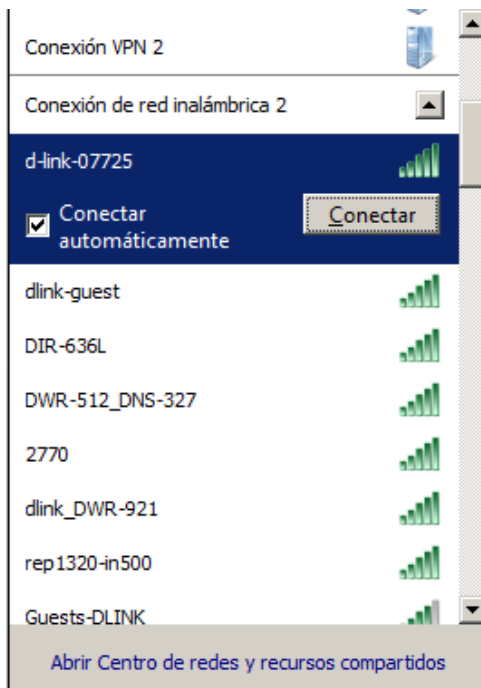 Conexión VPN 2
Conexión de red inalámbrica 2
d-link-07725
Conectar
automáticamente
Conectar
dlink-guest
DIR-636L
DWR-512_DNS-327
2770
dlink_DWR-921
rep1320-in500
Guests-DLINK
Abrir Centro de redes y recursos compartidos